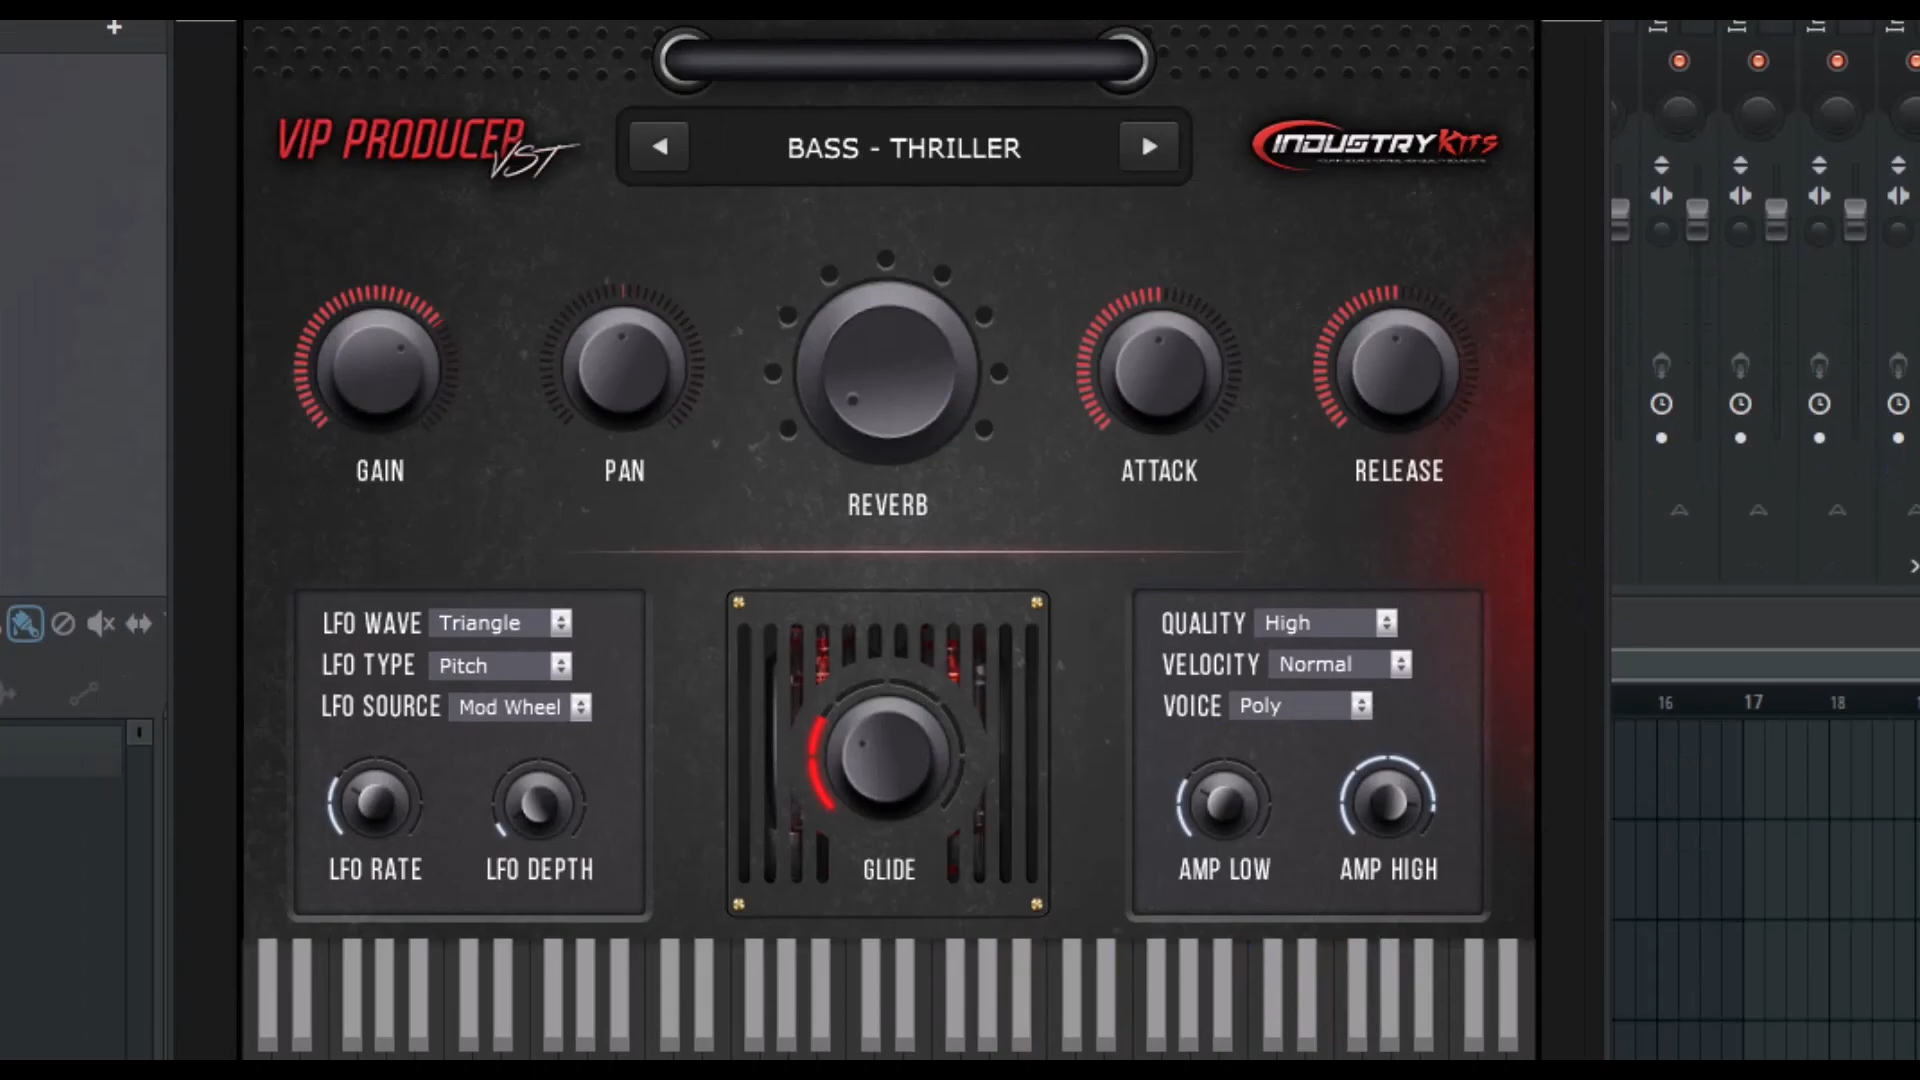 VIP PRODUCER
VST
BASS - THRILLER
INDUSTRYKITS
GAIN
PAN
REVERB
ATTACK
RELEASE
LFO WAVE Triangle
LFO TYPE Pitch
LFO SOURCE Mod Wheel
LFO RATE
LFO DEPTH
GLIDE
QUALITY High
VELOCITY Normal
VOICE Poly
AMP LOW
AMP HIGH
16 17 18